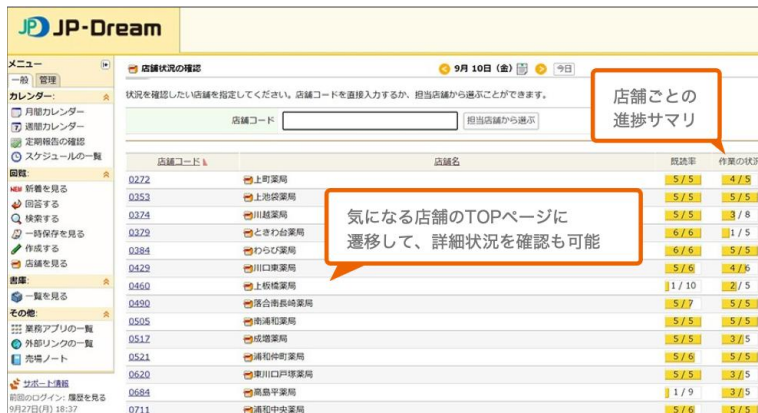 JP JP-Dream
メニュー
一般 管理
カレンダー:
月間カレンダー
週間カレンダー
定期報告の確認
スケジュールの一覧
回覧:
NEW 新着を見る
回答する
検索する
一時保存を見る
作成する
店舗を見る
書庫:
一覧を見る
その他:
業務アプリの一覧
外部リンクの一覧
売場ノート
サポート情報
前回のログイン: 履歴を見る
9月27日(月) 18:37
店舗状況の確認
9月 10日（金） 今日
状況を確認したい店舗を指定してください。店舗コードを直接入力するか、担当店舗から選ぶことができます。
店舗コード 担当店舗から選ぶ
店舗ごとの
進捗サマリ
店舗コード 店舗名 既読率 作業の状況
0272 上町薬局 5 / 5 4 / 5
0353 上池袋薬局 5 / 5 5 / 5
0374 川越薬局 5 / 5 3 / 8
0379 ときわ台薬局 6 / 6 1 / 5
0384 わらび薬局 6 / 6 5 / 5
0429 川口東薬局 5 / 6 4 / 6
0460 上板橋薬局 1 / 10 2 / 5
0490 落合南長崎薬局 5 / 7 5 / 5
0505 南浦和薬局 5 / 5 5 / 5
0517 成増薬局 5 / 5 3 / 5
0521 浦和仲町薬局 5 / 6 5 / 5
0620 東川口戸塚薬局 5 / 5 3 / 5
0684 高島平薬局 1 / 9 3 / 5
0711 浦和中央薬局 5 / 6 5 / 5
気になる店舗のTOPページに
遷移して、詳細状況を確認も可能